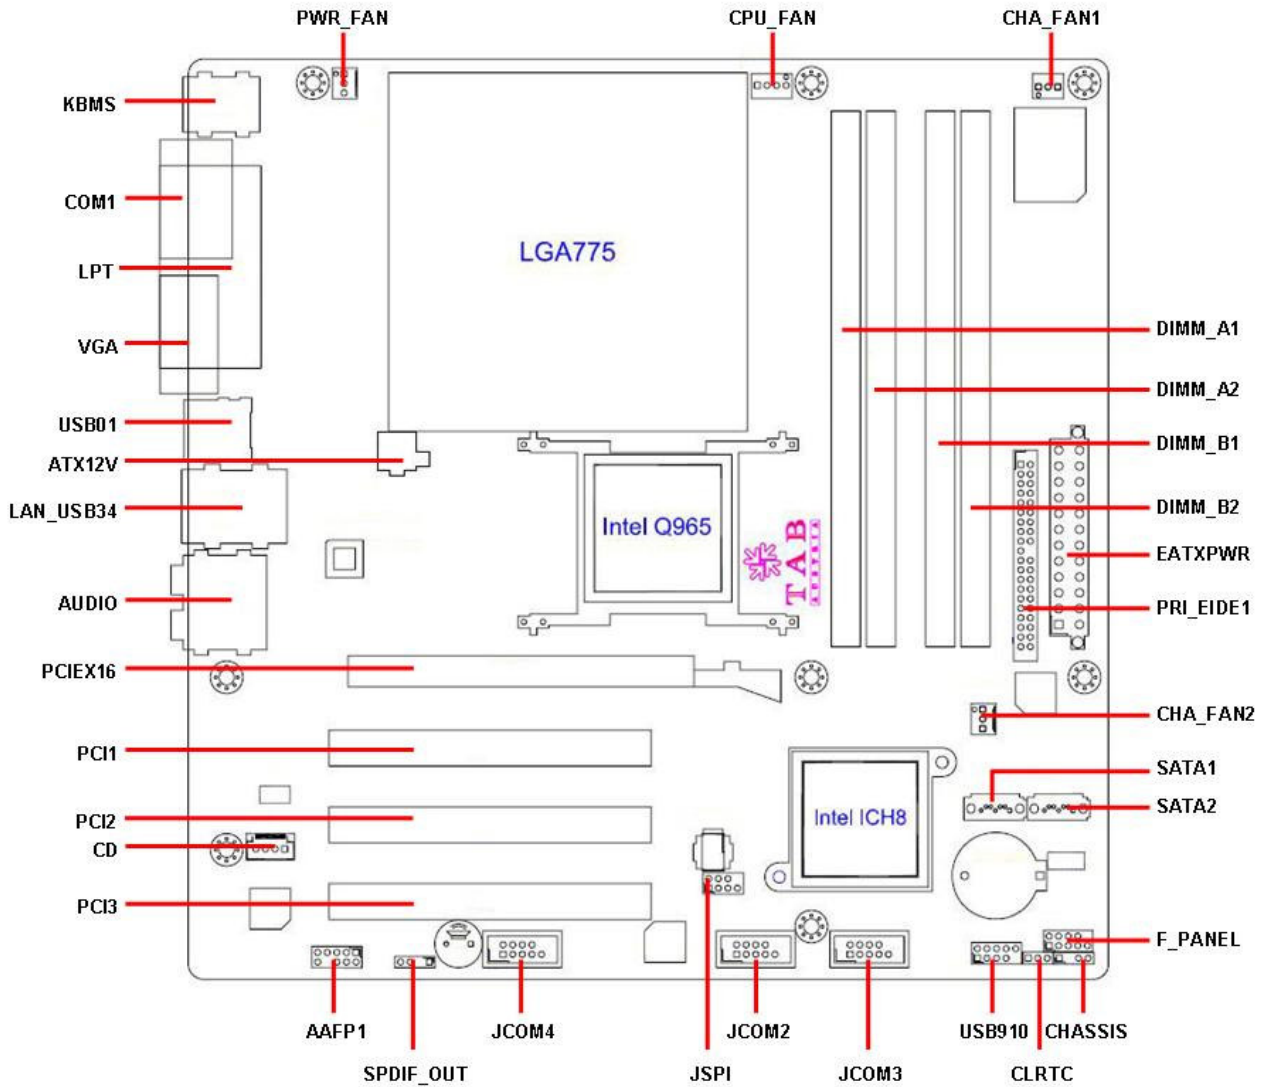 PWR_FAN
CPU_FAN
CHA_FAN1
KBMS
COM1
LPT
VGA
USB01
ATX12V
LAN_USB34
AUDIO
PCIEX16
PCI1
PCI2
CD
PCI3
LGA775
Intel Q965
TAB
AUSTRIA
Intel ICH8
DIMM_A1
DIMM_A2
DIMM_B1
DIMM_B2
EATXPWR
PRI_EIDE1
CHA_FAN2
SATA1
SATA2
F_PANEL
AAFP1
JCOM4
JCOM2
USB910
CHASSIS
SPDIF_OUT
JSPI
JCOM3
CLRTC